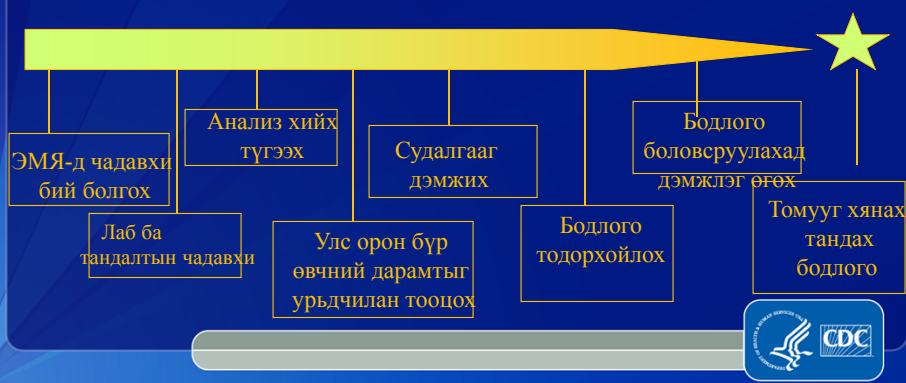 ЭМЯ-д чадавхи
бий болгох
Лаб ба
тандалтын чадавхи
Анализ хийх
түгээх
Улс орон бүр
өвчний дарамтыг
урьдчилан тооцох
Судалгааг
дэмжих
Бодлого
тодорхойлох
Бодлого
боловсруулахад
дэмжлэг өгөх
Томууг хянах
тандах
бодлого
CDC